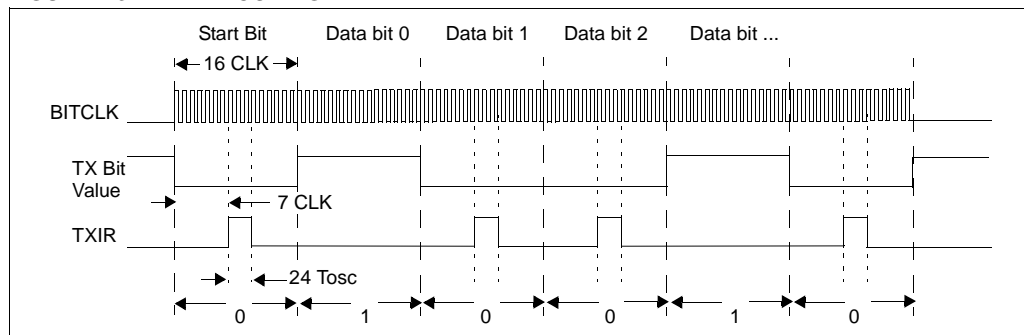 Start Bit Data bit 0 Data bit 1 Data bit 2 Data bit ...
16 CLK
BITCLK
TX Bit
Value
7 CLK
TXIR
24 Tosc
0 1 0 0 1 0